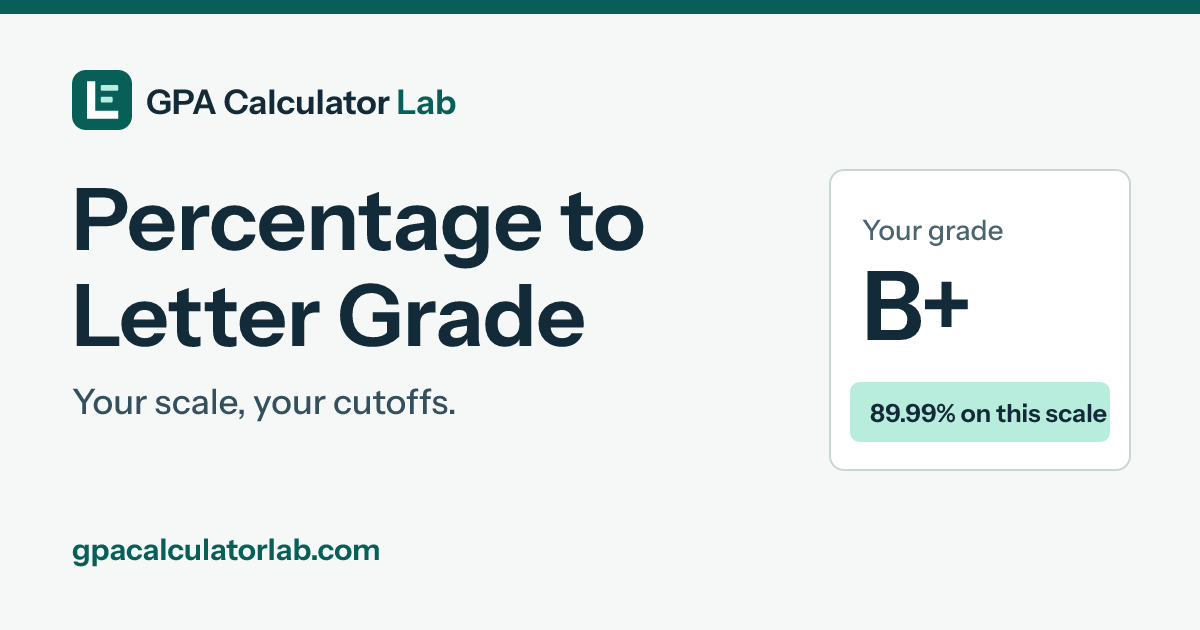 GPA Calculator Lab
Percentage to
Letter Grade
Your scale, your cutoffs.
Your grade
B+
89.99% on this scale
gpacalculatorlab.com